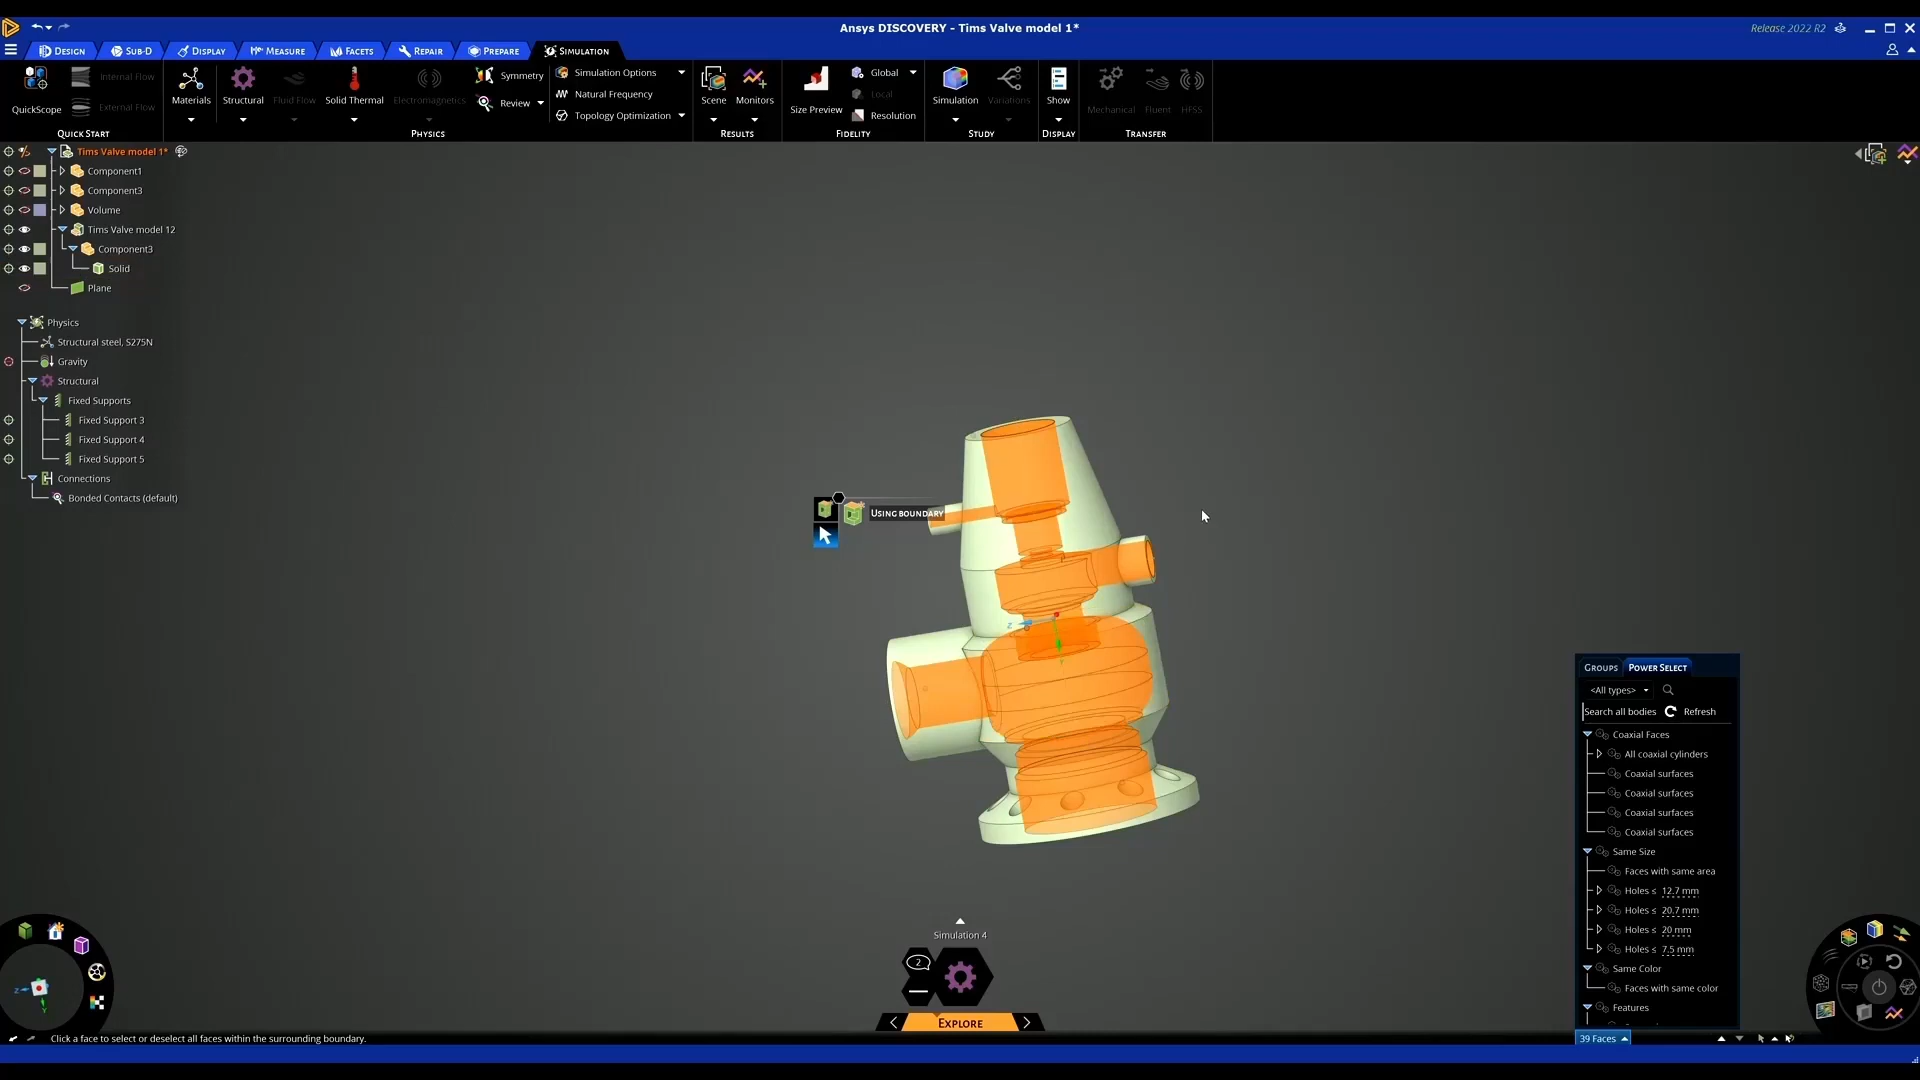 Ansys DISCOVERY - Tims Valve model 1*
Release 2022 R2
DESIGN
SUB-D
DISPLAY
MEASURE
FACETS
REPAIR
PREPARE
SIMULATION
QuickScope
Internal Flow
External Flow
QUICK START
Materials
Structural
Fluid Flow
Solid Thermal
Electromagnetics
Symmetry
Review
Simulation Options
Natural Frequency
Topology Optimization
PHYSICS
Scene
Monitors
RESULTS
Size Preview
Global
Local
Resolution
FIDELITY
Simulation
Variations
STUDY
Show
DISPLAY
Mechanical
Fluent
HFSS
TRANSFER
Tims Valve model 1*
Component1
Component3
Volume
Tims Valve model 12
Component3
Solid
Plane
Physics
Structural steel, S275N
Gravity
Structural
Fixed Supports
Fixed Support 3
Fixed Support 4
Fixed Support 5
Connections
Bonded Contacts (default)
USING BOUNDARY
Z
Y
GROUPS
POWER SELECT
<All types>
Search all bodies
Refresh
Coaxial Faces
All coaxial cylinders
Coaxial surfaces
Coaxial surfaces
Coaxial surfaces
Coaxial surfaces
Same Size
Faces with same area
Holes ≤ 12.7 mm
Holes ≤ 20.7 mm
Holes ≤ 20 mm
Holes ≤ 7.5 mm
Same Color
Faces with same color
Features
39 Faces
Simulation 4
2
EXPLORE
Z
Y
Click a face to select or deselect all faces within the surrounding boundary.